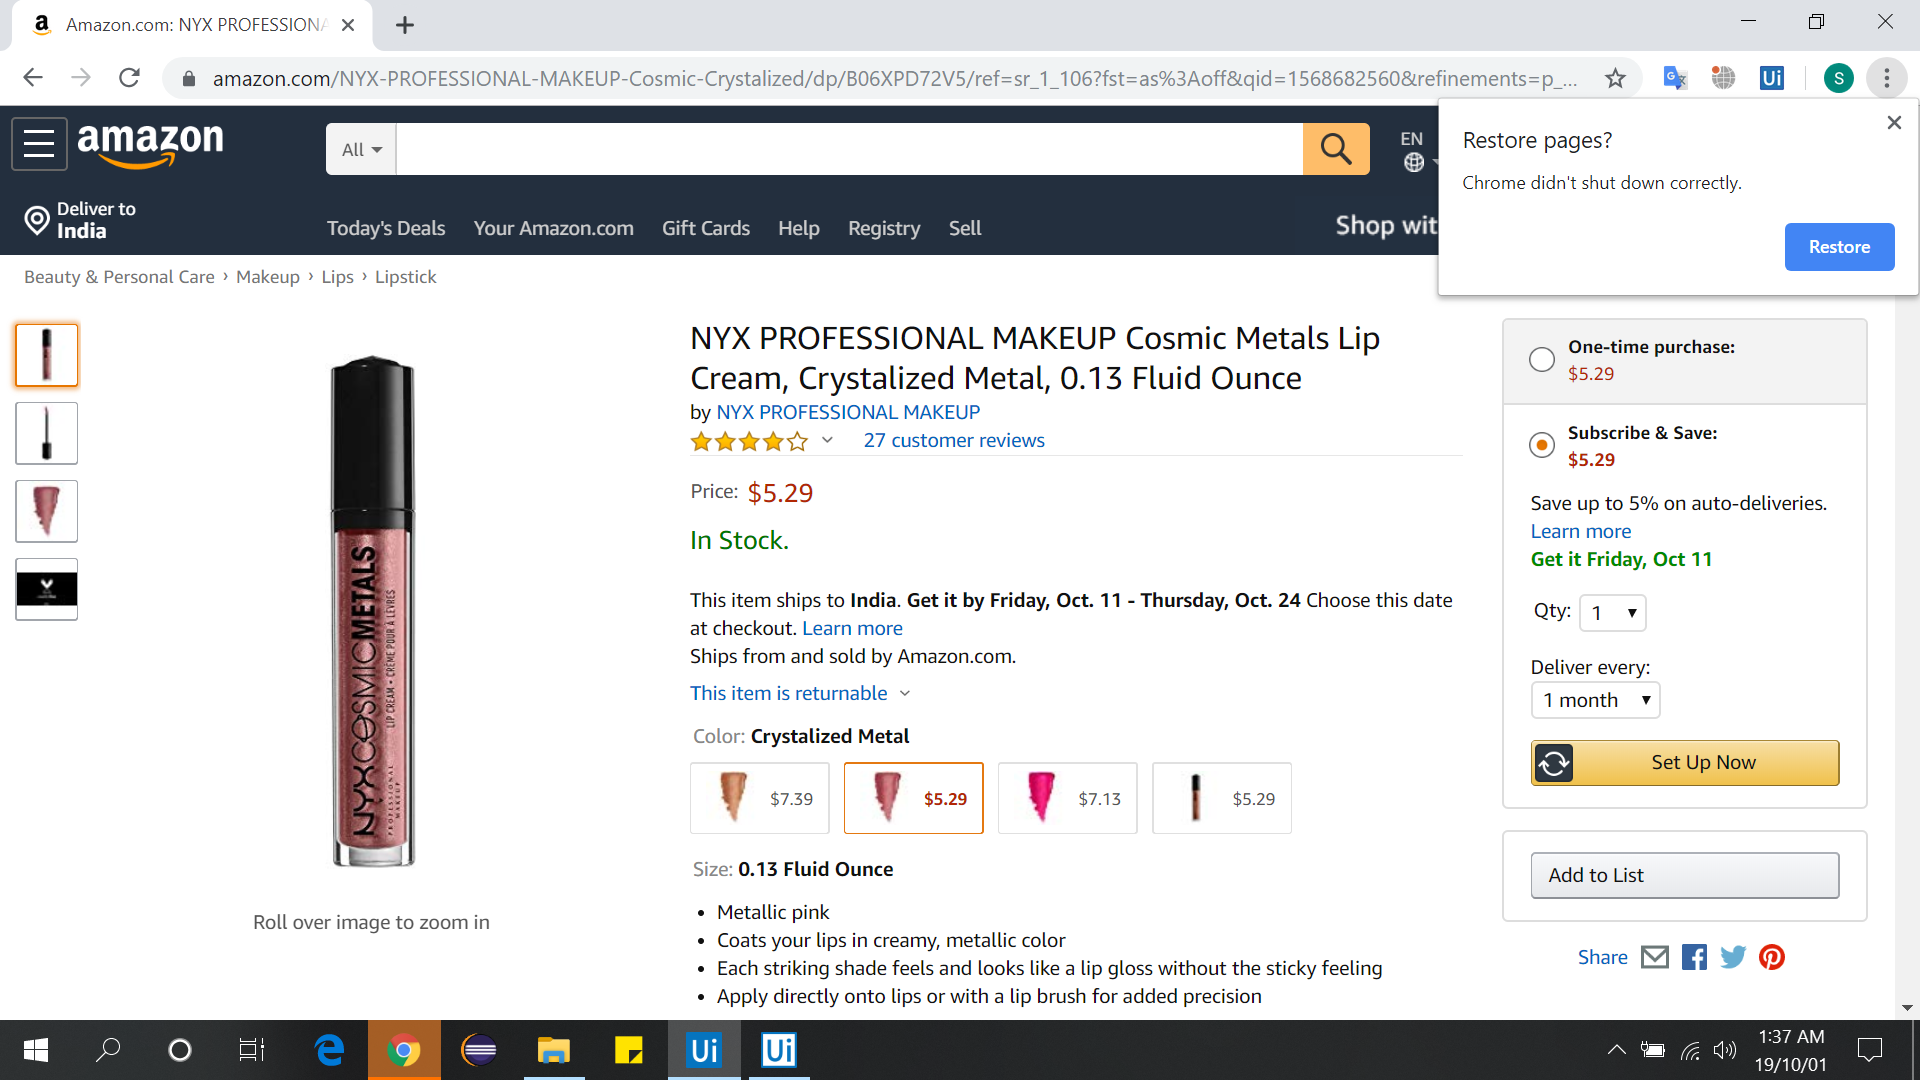 Amazon.com: NYX PROFESSIONA
amazon.com/NYX-PROFESSIONAL-MAKEUP-Cosmic-Crystalized/dp/B06XPD72V5/ref=sr_1_106?fst=as%3Aoff&qid=1568682560&refinements=p_...
S
Restore pages?
Chrome didn't shut down correctly.
Restore
amazon
All
EN
Deliver to
India
Today's Deals
Your Amazon.com
Gift Cards
Help
Registry
Sell
Shop wit
Beauty & Personal Care › Makeup › Lips › Lipstick
NYX PROFESSIONAL MAKEUP Cosmic Metals Lip
Cream, Crystalized Metal, 0.13 Fluid Ounce
by NYX PROFESSIONAL MAKEUP
27 customer reviews
Price: $5.29
In Stock.
This item ships to India. Get it by Friday, Oct. 11 - Thursday, Oct. 24 Choose this date
at checkout. Learn more
Ships from and sold by Amazon.com.
This item is returnable
Color: Crystalized Metal
$7.39
$5.29
$7.13
$5.29
Size: 0.13 Fluid Ounce
• Metallic pink
• Coats your lips in creamy, metallic color
• Each striking shade feels and looks like a lip gloss without the sticky feeling
• Apply directly onto lips or with a lip brush for added precision
NYX COSMIC METALS
PROFESSIONAL MAKEUP
LIP CREAM • CRÈME POUR À LÈVRES
Roll over image to zoom in
One-time purchase:
$5.29
Subscribe & Save:
$5.29
Save up to 5% on auto-deliveries.
Learn more
Get it Friday, Oct 11
Qty: 1
Deliver every:
1 month
Set Up Now
Add to List
Share
Ui
Ui
Ui
1:37 AM
19/10/01